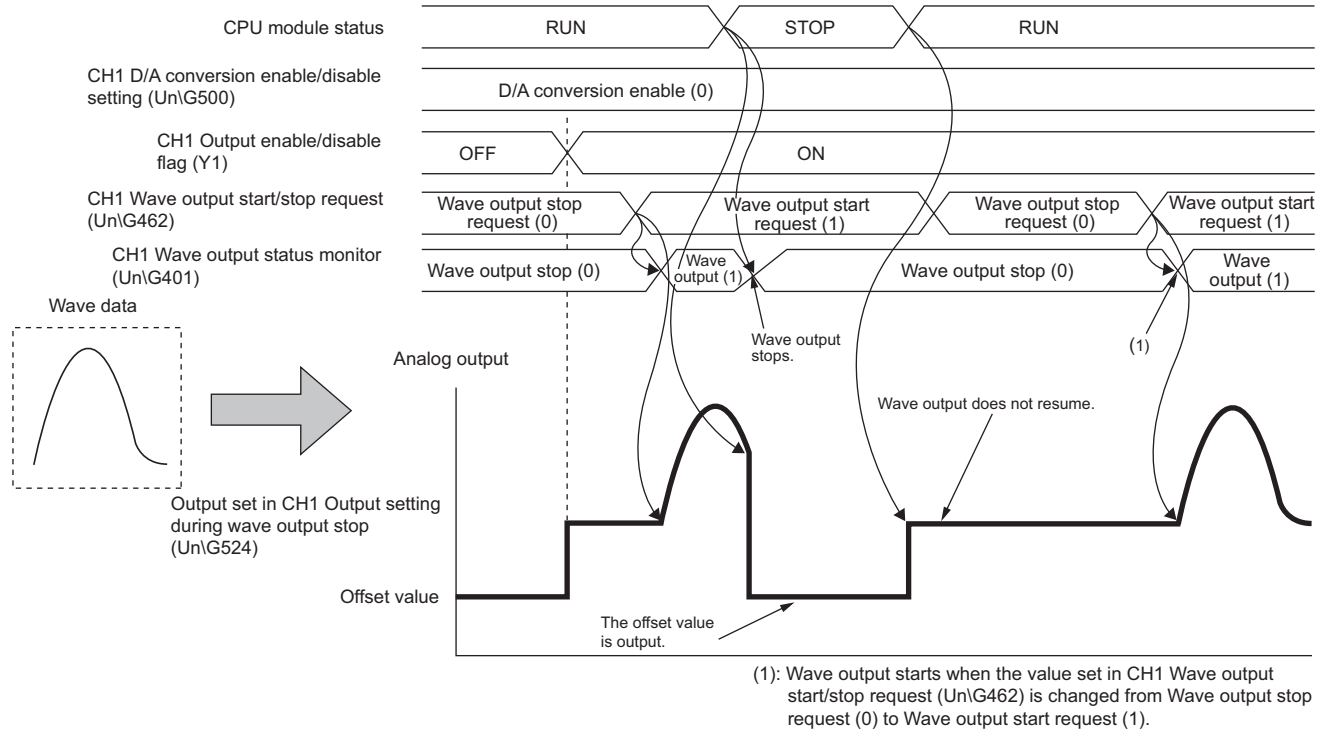 CPU module status
RUN
STOP
RUN
CH1 D/A conversion enable/disable
setting (Un\G500)
D/A conversion enable (0)
CH1 Output enable/disable
flag (Y1)
OFF
ON
CH1 Wave output start/stop request
(Un\G462)
Wave output stop
request (0)
Wave output start
request (1)
Wave output stop
request (0)
Wave output start
request (1)
CH1 Wave output status monitor
(Un\G401)
Wave output stop (0)
Wave
output (1)
Wave output stop (0)
Wave
output (1)
Wave data
Wave output
stops.
(1)
Analog output
Wave output does not resume.
Output set in CH1 Output setting
during wave output stop
(Un\G524)
Offset value
The offset value
is output.
(1): Wave output starts when the value set in CH1 Wave output
start/stop request (Un\G462) is changed from Wave output stop
request (0) to Wave output start request (1).